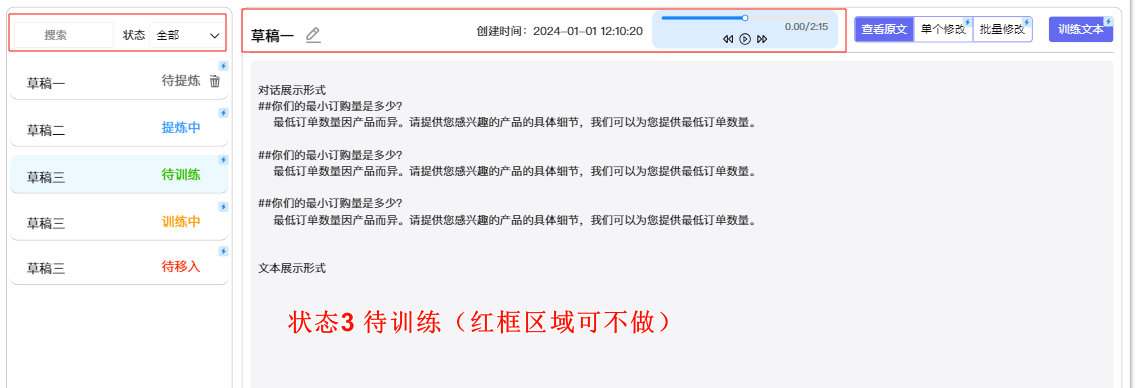 搜索 状态 全部
草稿一 待提炼
草稿二 提炼中
草稿三 待训练
草稿三 训练中
草稿三 待移入
草稿一 创建时间：2024-01-01 12:10:20 0.00/2:15 查看原文 单个修改 批量修改 训练文本
对话展示形式
##你们的最小订购量是多少?
最低订单数量因产品而异。请提供您感兴趣的产品的具体细节，我们可以为您提供最低订单数量。
##你们的最小订购量是多少?
最低订单数量因产品而异。请提供您感兴趣的产品的具体细节，我们可以为您提供最低订单数量。
##你们的最小订购量是多少?
最低订单数量因产品而异。请提供您感兴趣的产品的具体细节，我们可以为您提供最低订单数量。
文本展示形式
状态3 待训练（红框区域可不做）